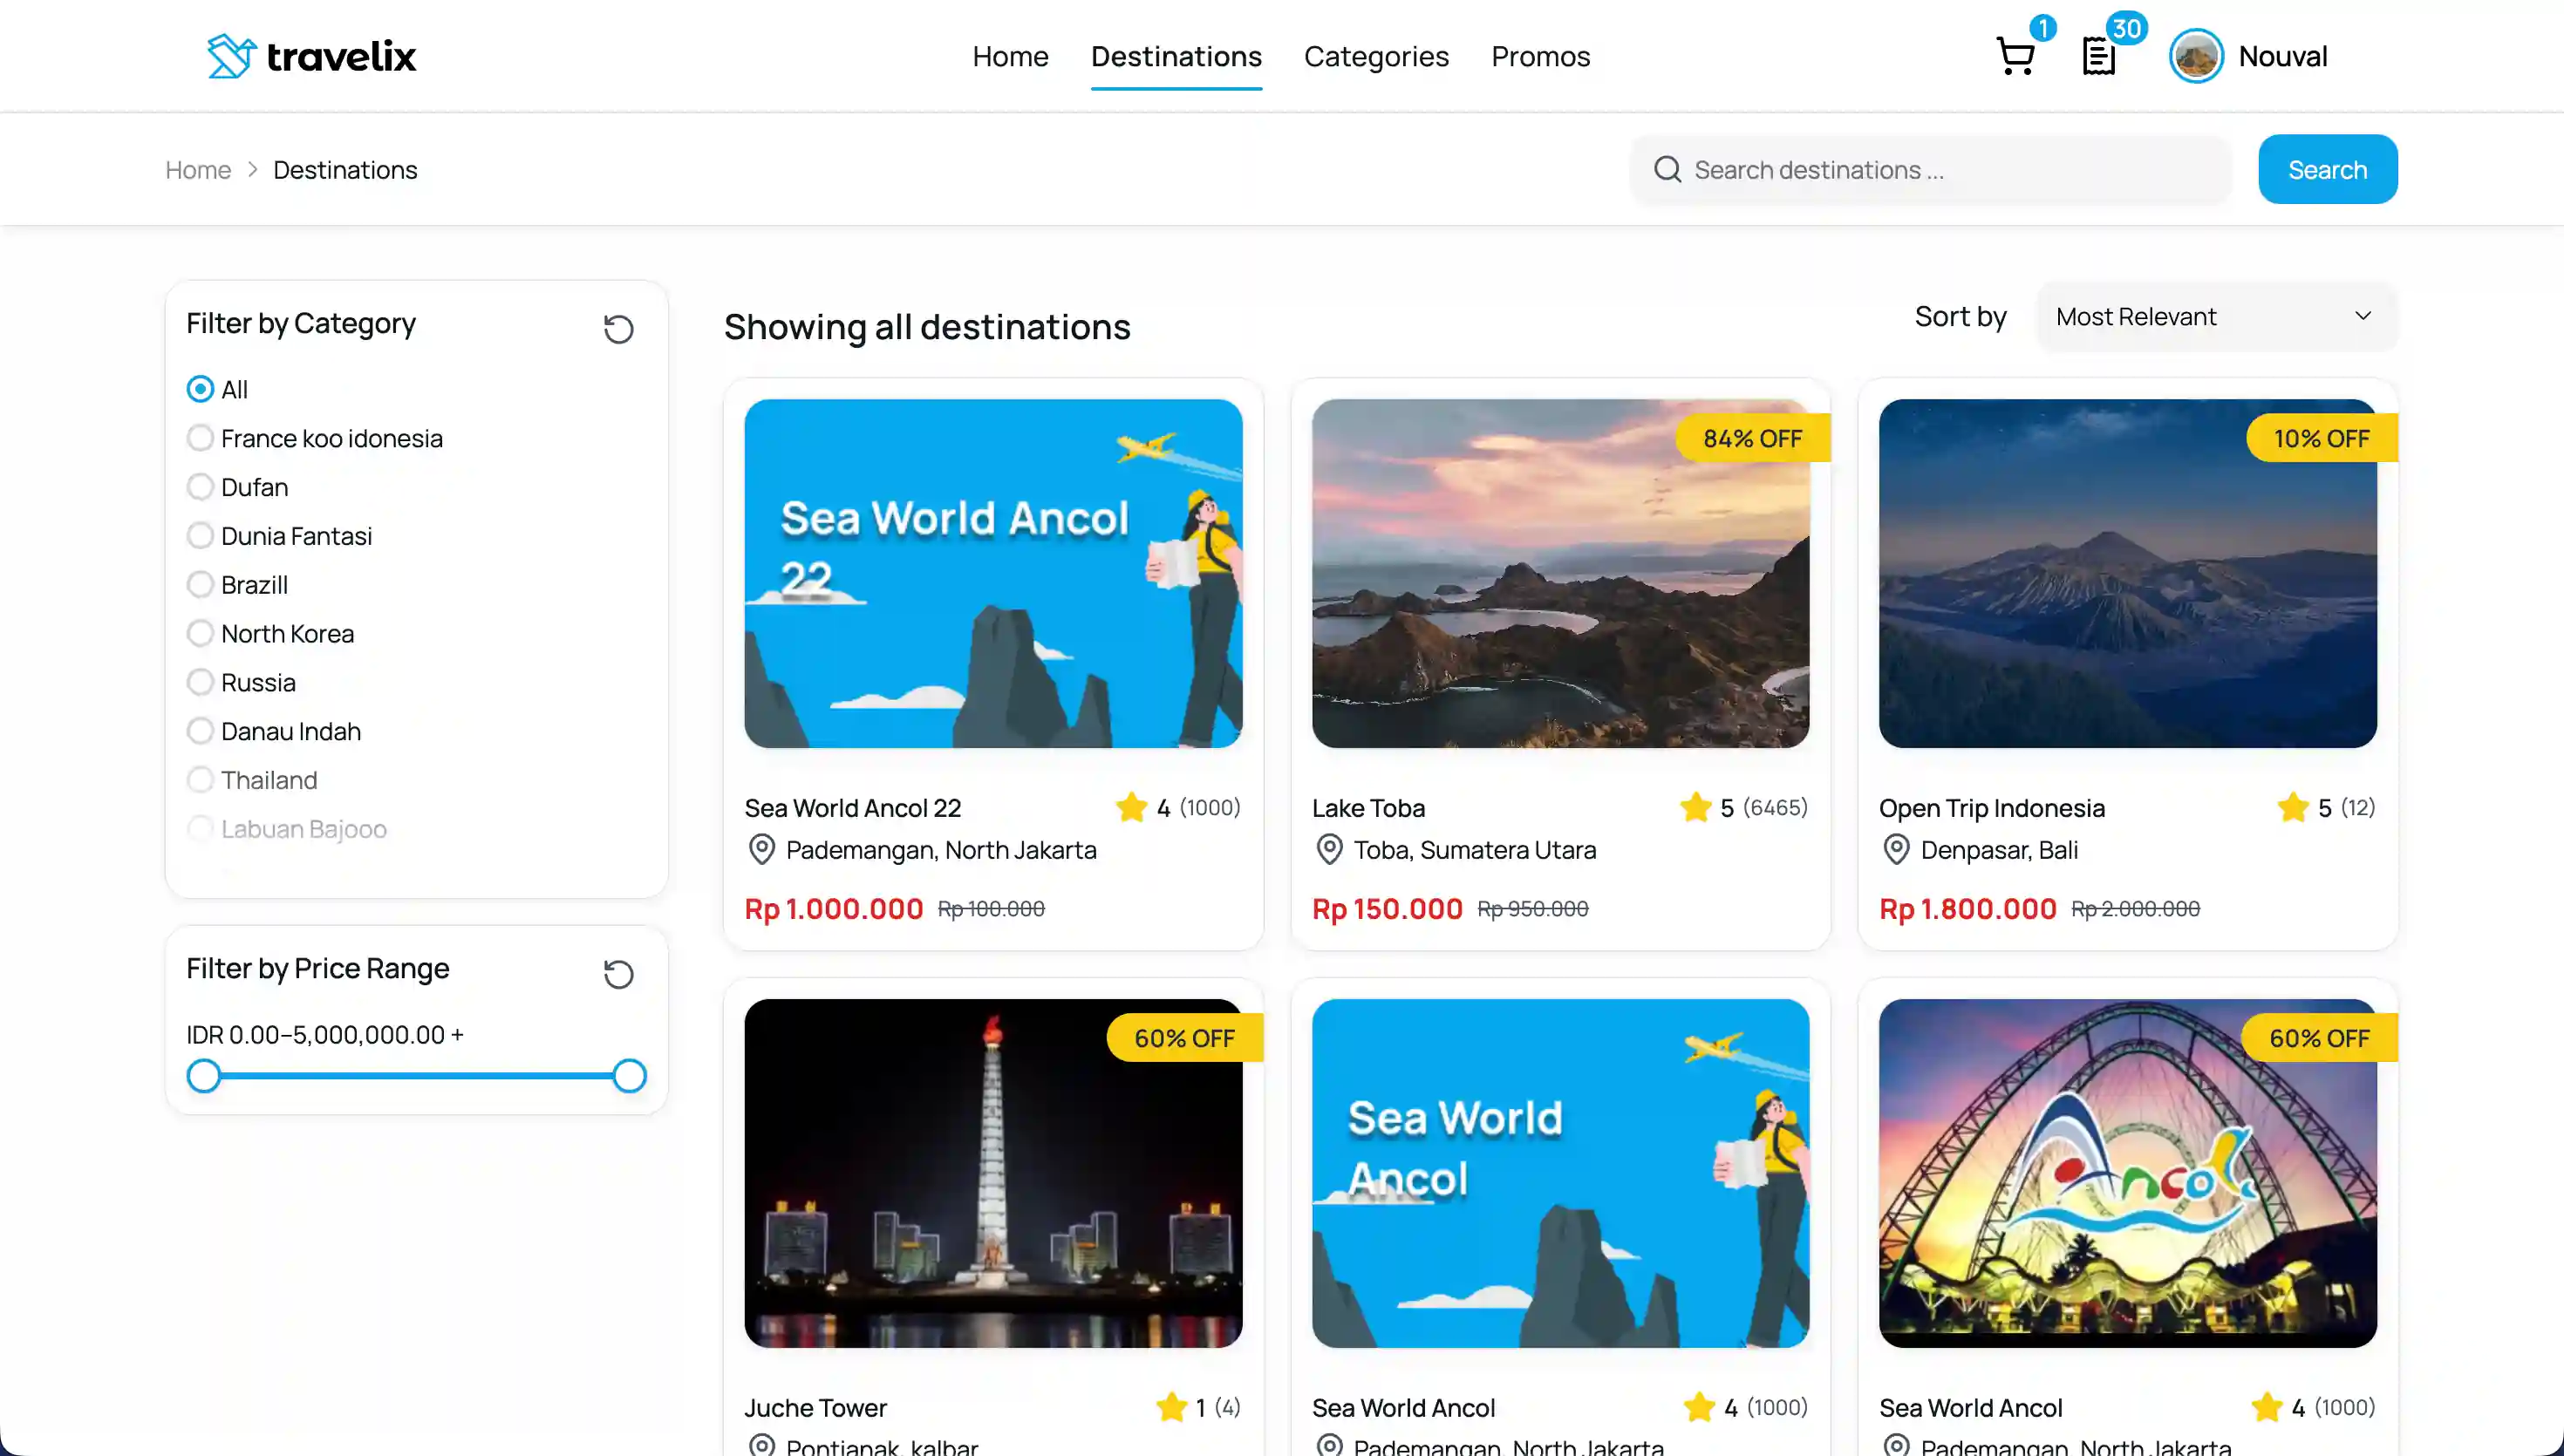 travelix
Home Destinations Categories Promos
1
30
Nouval
Home Destinations
Search destinations ...
Search
Filter by Category
All
France koo idonesia
Dufan
Dunia Fantasi
Brazill
North Korea
Russia
Danau Indah
Thailand
Labuan Bajooo
Filter by Price Range
IDR 0.00–5,000,000.00 +
Showing all destinations
Sort by
Most Relevant
Sea World Ancol
22
Sea World Ancol 22
4 (1000)
Pademangan, North Jakarta
Rp 1.000.000 Rp 100.000
84% OFF
Lake Toba
5 (6465)
Toba, Sumatera Utara
Rp 150.000 Rp 950.000
10% OFF
Open Trip Indonesia
5 (12)
Denpasar, Bali
Rp 1.800.000 Rp 2.000.000
60% OFF
Juche Tower
1 (4)
Pontianak, kalbar
Sea World
Ancol
Sea World Ancol
4 (1000)
Pademangan, North Jakarta
60% OFF
Ancol
Sea World Ancol
4 (1000)
Pademangan, North Jakarta